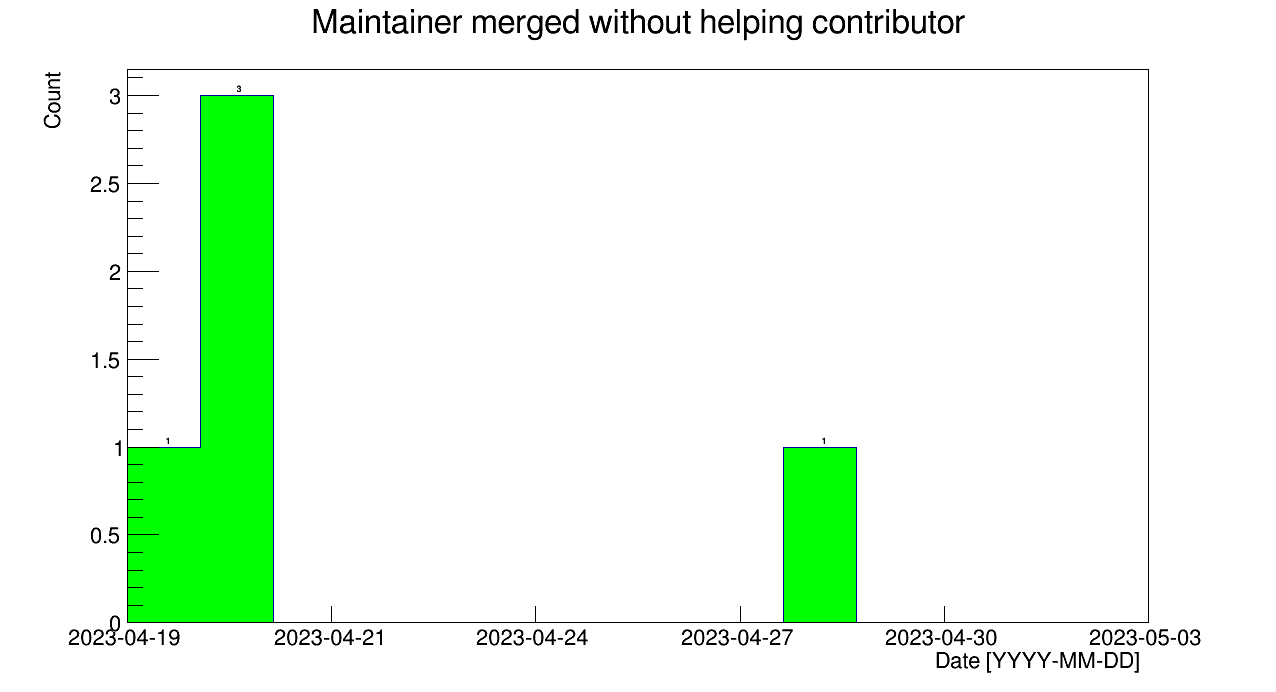 Maintainer merged without helping contributor
Count
3
2.5
2
1.5
1
0.5
0
1
3
1
2023-04-19 2023-04-21 2023-04-24 2023-04-27 2023-04-30 2023-05-03
Date [YYYY-MM-DD]